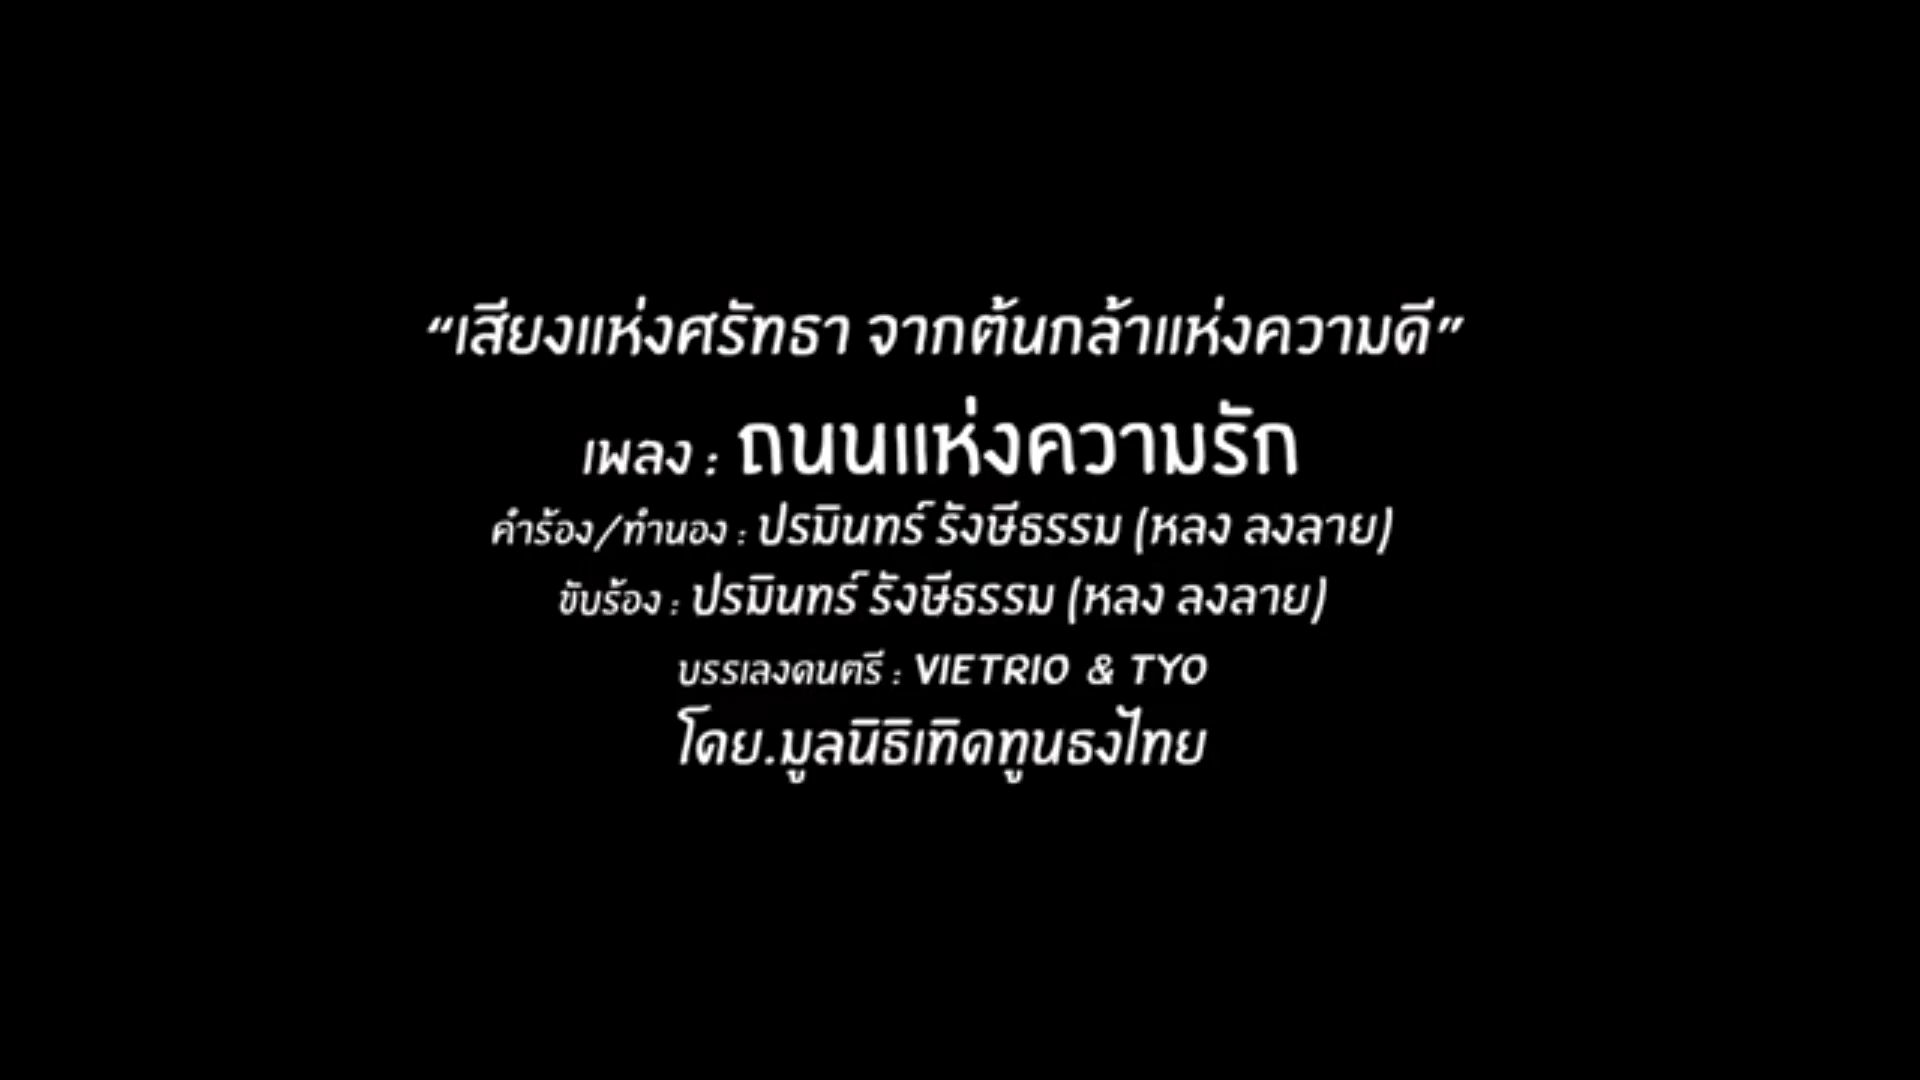 “เสียงแห่งศรัทธา จากต้นกล้าแห่งความดี”
เพลง : ถนนแห่งความรัก
คำร้อง/ทำนอง : ปรมินทร์ รังษีธรรม (หลง ลงลาย)
ขับร้อง : ปรมินทร์ รังษีธรรม (หลง ลงลาย)
บรรเลงดนตรี : VIETRIO & TYO
โดย.มูลนิธิเทิดทูนธงไทย